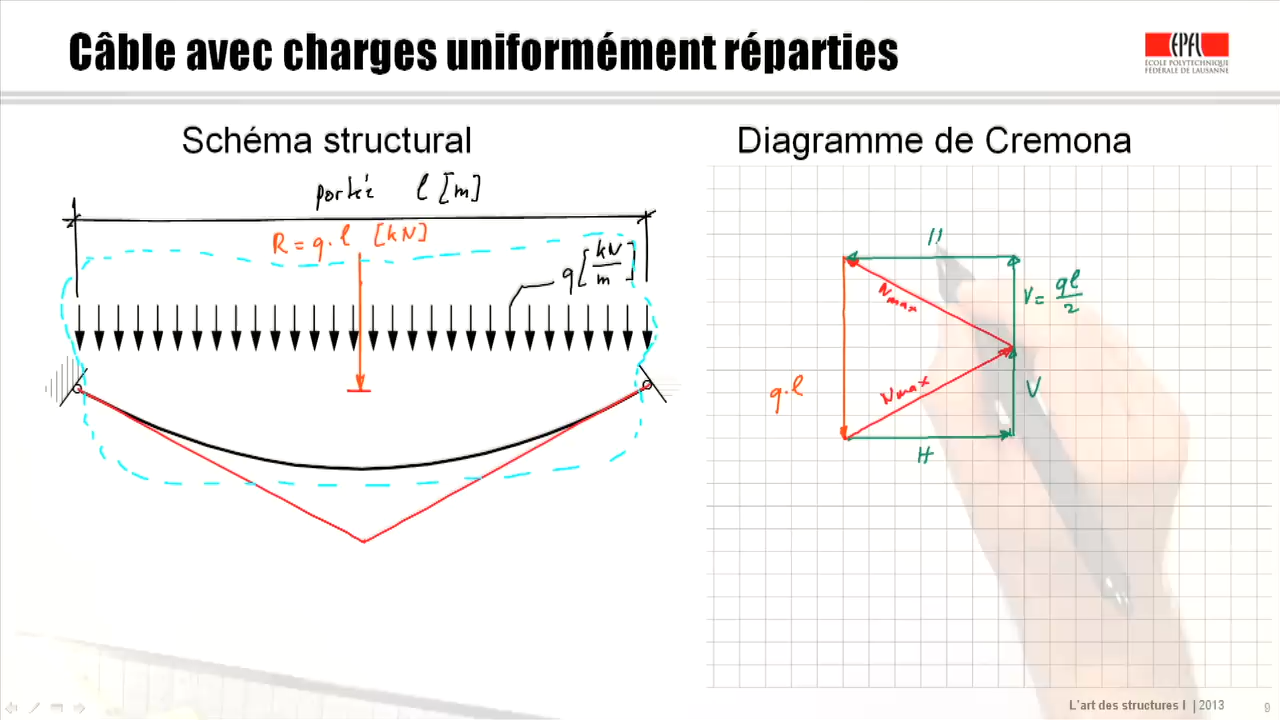 Câble avec charges uniformément réparties
EPFL
ÉCOLE POLYTECHNIQUE
FÉDÉRALE DE LAUSANNE
Schéma structural
portée l [m]
R = q·l [kN]
q [kN/m]
Diagramme de Cremona
V = ql/2
Nmax
q·l
Nmax
V
H
L'art des structures I | 2013
9